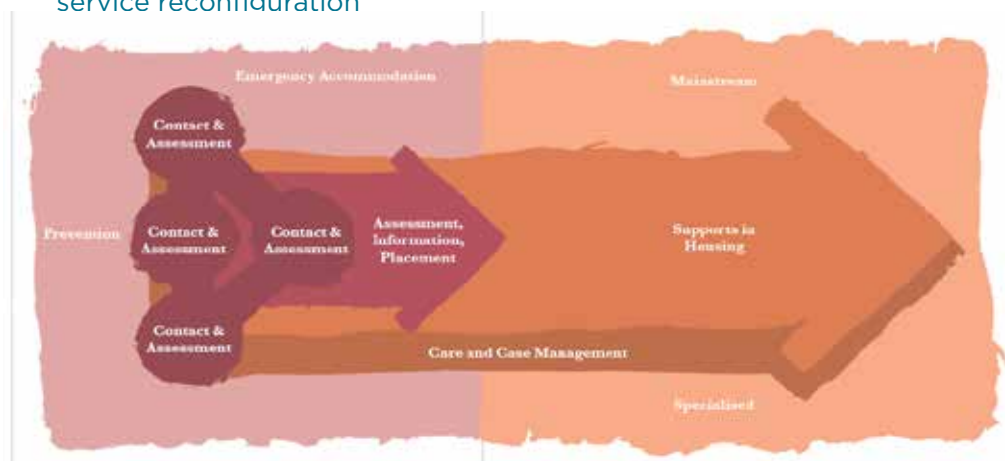 service reconfiguration
Emergency Accommodation
Mainstream
Contact &
Assessment
Prevention
Contact &
Assessment
Contact &
Assessment
Assessment,
Information,
Placement
Supports in
Housing
Contact &
Assessment
Care and Case Management
Specialised